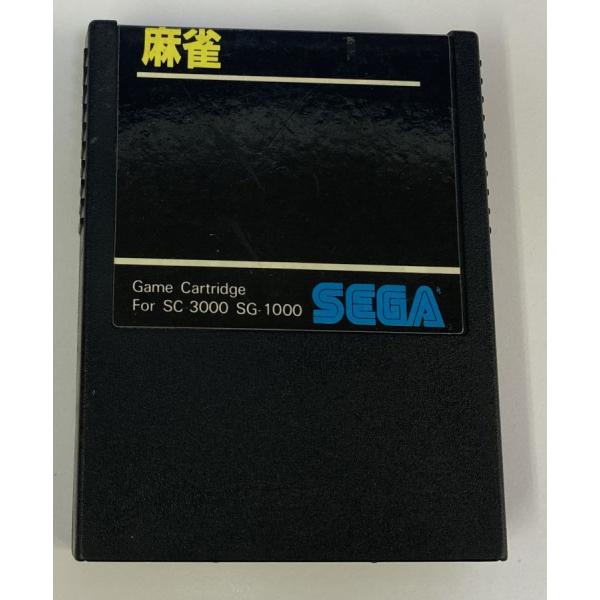 麻雀
Game Cartridge
For SC-3000 SG-1000
SEGA